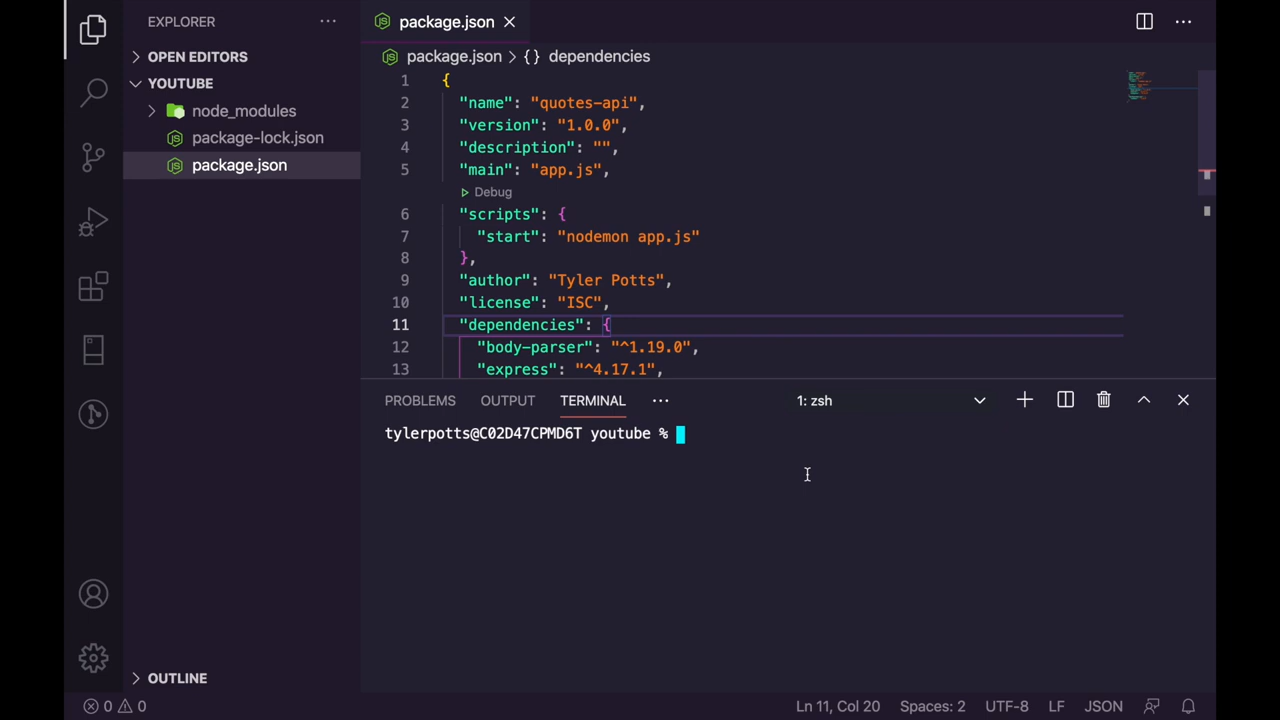 EXPLORER
OPEN EDITORS
YOUTUBE
node_modules
package-lock.json
package.json
OUTLINE
package.json
package.json > {} dependencies
1 {
2 "name": "quotes-api",
3 "version": "1.0.0",
4 "description": "",
5 "main": "app.js",
Debug
6 "scripts": {
7 "start": "nodemon app.js"
8 },
9 "author": "Tyler Potts",
10 "license": "ISC",
11 "dependencies": {
12 "body-parser": "^1.19.0",
13 "express": "^4.17.1",
PROBLEMS OUTPUT TERMINAL ··· 1: zsh
tylerpotts@C02D47CPMD6T youtube %
0 0 Ln 11, Col 20 Spaces: 2 UTF-8 LF JSON